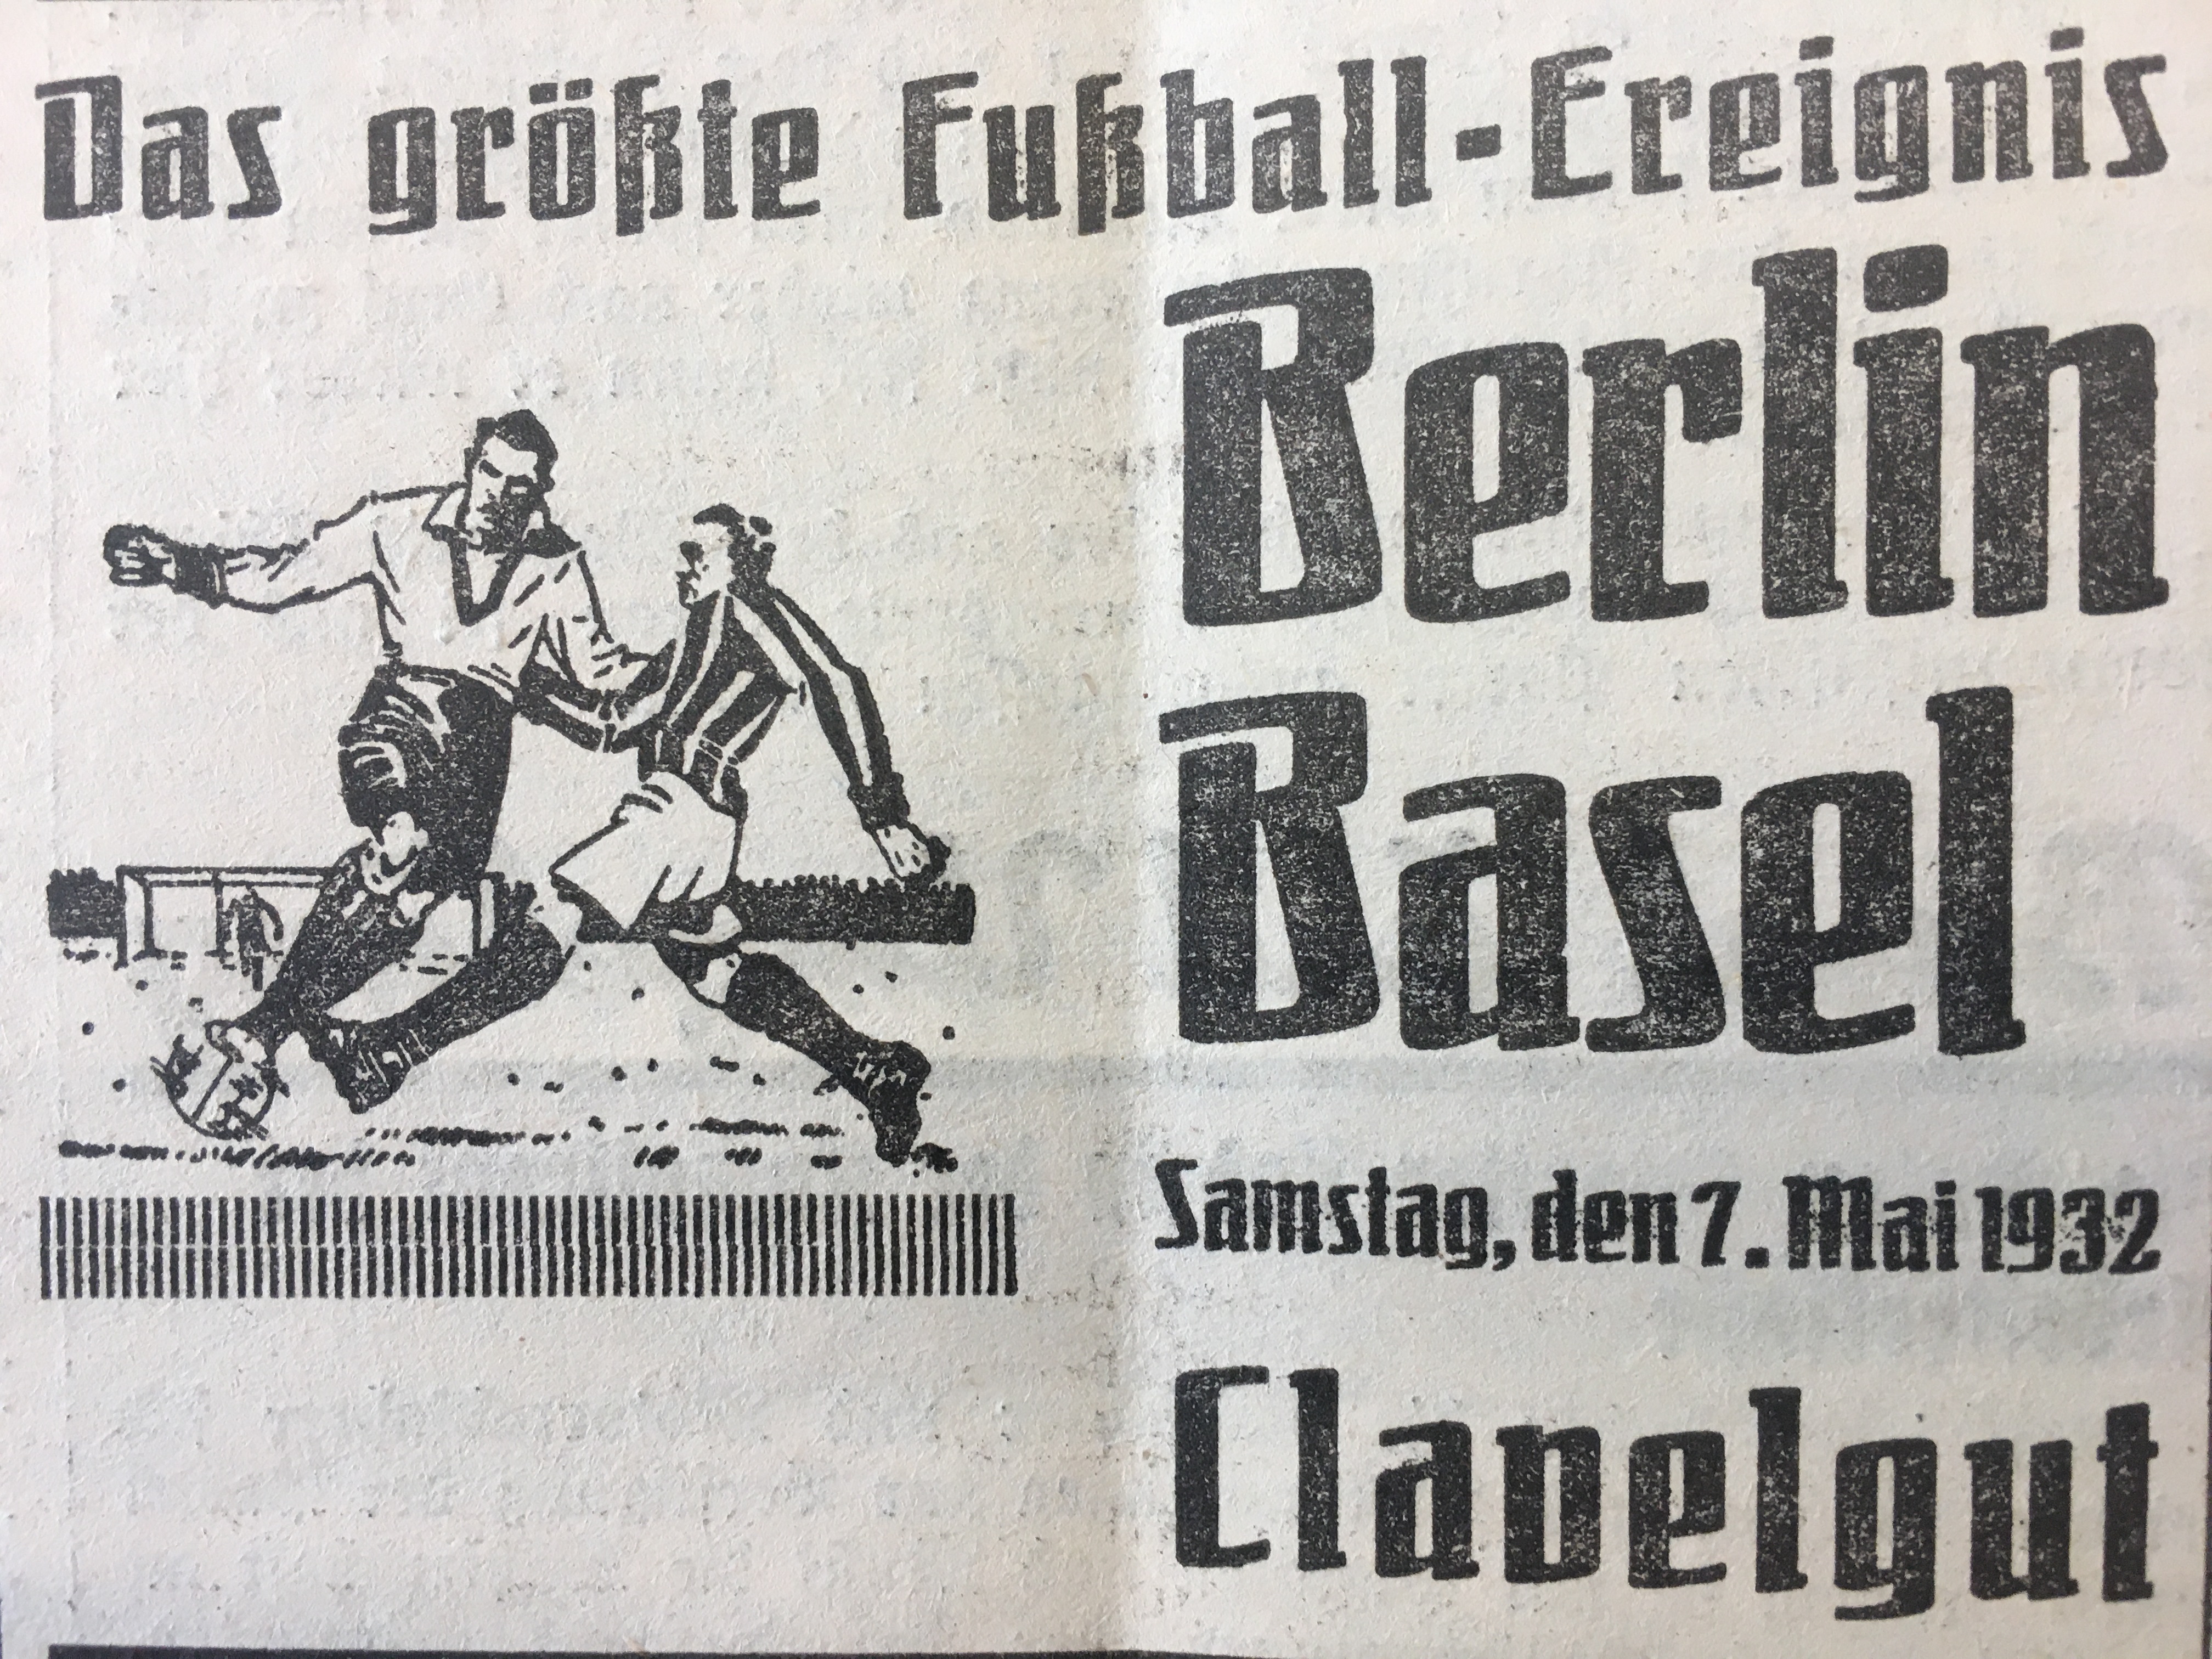 Das größte Fußball-Ereignis
Berlin
Basel
Samstag, den 7. Mai 1932
Clavelgut